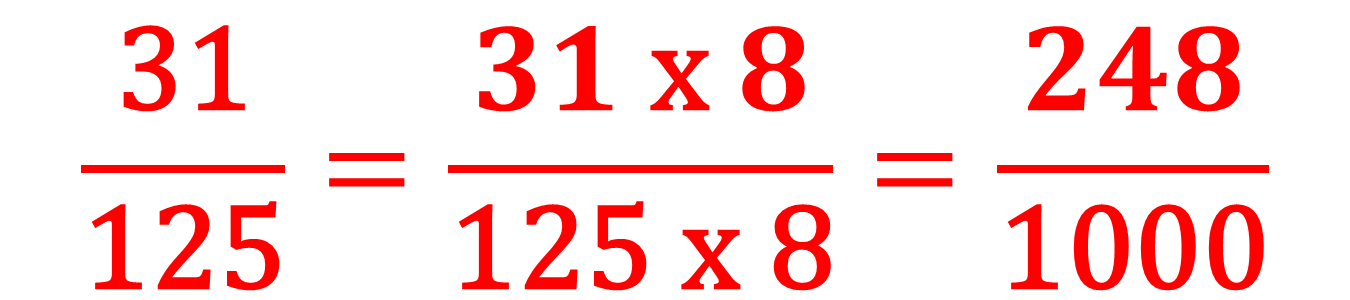 31/125 = 31 x 8/125 x 8 = 248/1000